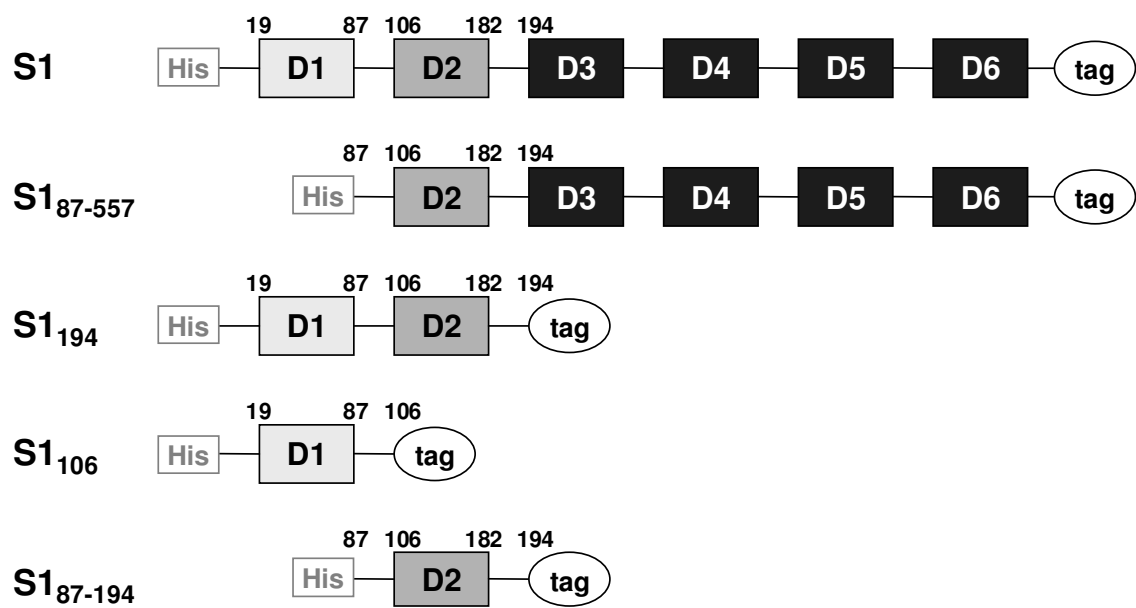 19 87 106 182 194
S1 His D1 D2 D3 D4 D5 D6 tag
87 106 182 194
S1₈₇₋₅₅₇ His D2 D3 D4 D5 D6 tag
19 87 106 182 194
S1₁₉₄ His D1 D2 tag
19 87 106
S1₁₀₆ His D1 tag
87 106 182 194
S1₈₇₋₁₉₄ His D2 tag